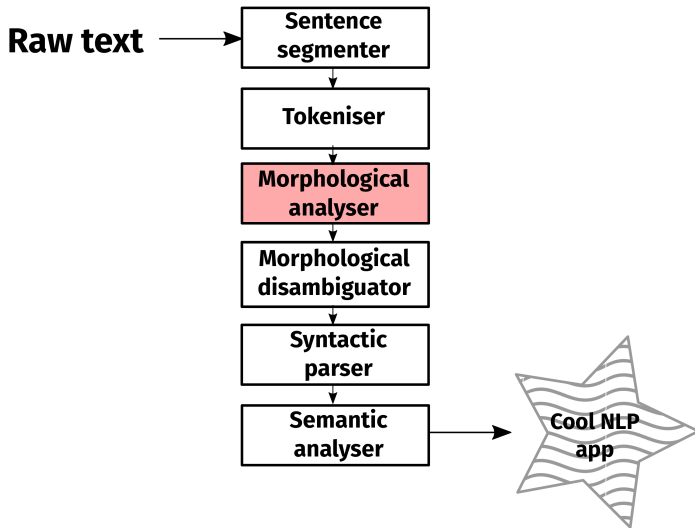 Raw text
Sentence
segmenter
Tokeniser
Morphological
analyser
Morphological
disambiguator
Syntactic
parser
Semantic
analyser
Cool NLP
app